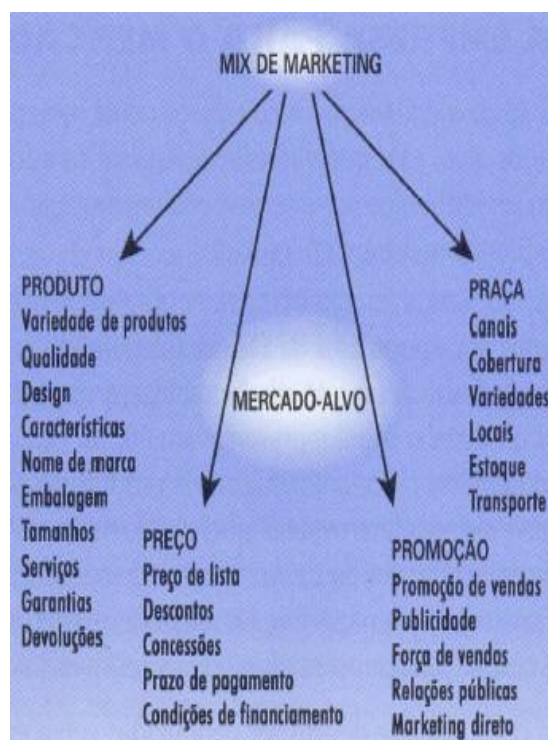 MIX DE MARKETING
PRODUTO
Variedade de produtos
Qualidade
Design
Características
Nome de marca
Embalagem
Tamanhos
Serviços
Garantias
Devoluções
MERCADO-ALVO
PREÇO
Preço de lista
Descontos
Concessões
Prazo de pagamento
Condições de financiamento
PROMOÇÃO
Promoção de vendas
Publicidade
Força de vendas
Relações públicas
Marketing direto
PRAÇA
Canais
Cobertura
Variedades
Locais
Estoque
Transporte